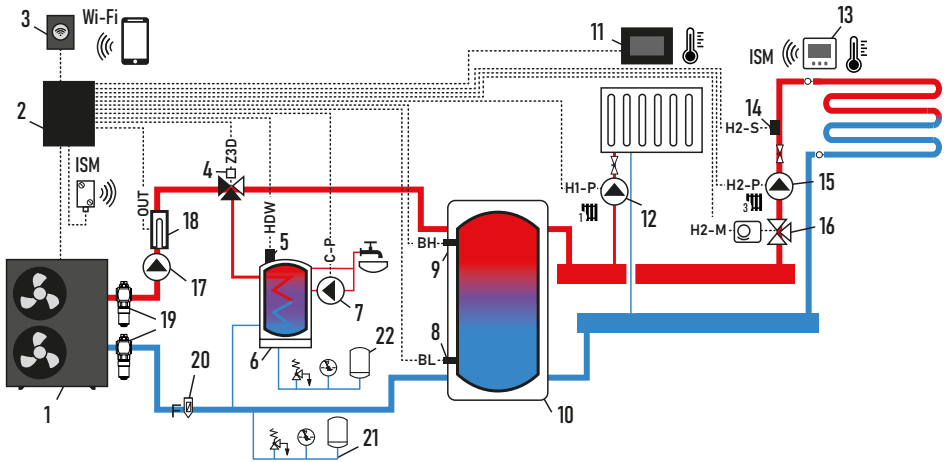 3
Wi-Fi
11
13
ISM
2
14
H2-S
ISM
4
Z3D
OUT
HDW
5
C-P
H1-P
1
12
H2-P
3
15
18
H2-M
16
17
BH
9
7
19
6
22
8
BL
20
F
1
10
21